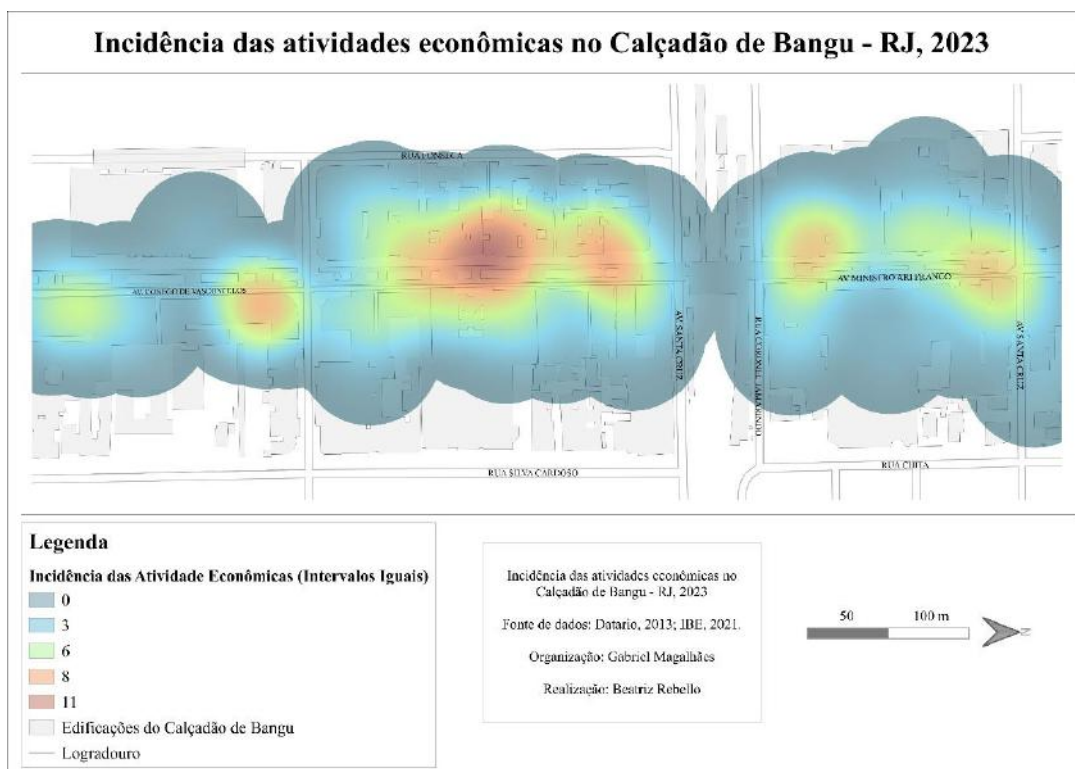 Incidência das atividades econômicas no Calçadão de Bangu - RJ, 2023
RUA FONSECA
AV. CONEGO DE VASCONCELOS
AV MINISTRO ARI FRANCO
AV. SANTA CRUZ
RUA CORONEL TAMARINDO
AV. SANTA CRUZ
RUA SILVA CARDOSO
RUA CHITA
Legenda
Incidência das Atividade Econômicas (Intervalos Iguais)
0
3
6
8
11
Edificações do Calçadão de Bangu
Logradouro
Incidência das atividades econômicas no
Calçadão de Bangu - RJ, 2023
Fonte de dados: Datario, 2013; IBE, 2021.
Organização: Gabriel Magalhães
Realização: Beatriz Rebello
50 100 m
N